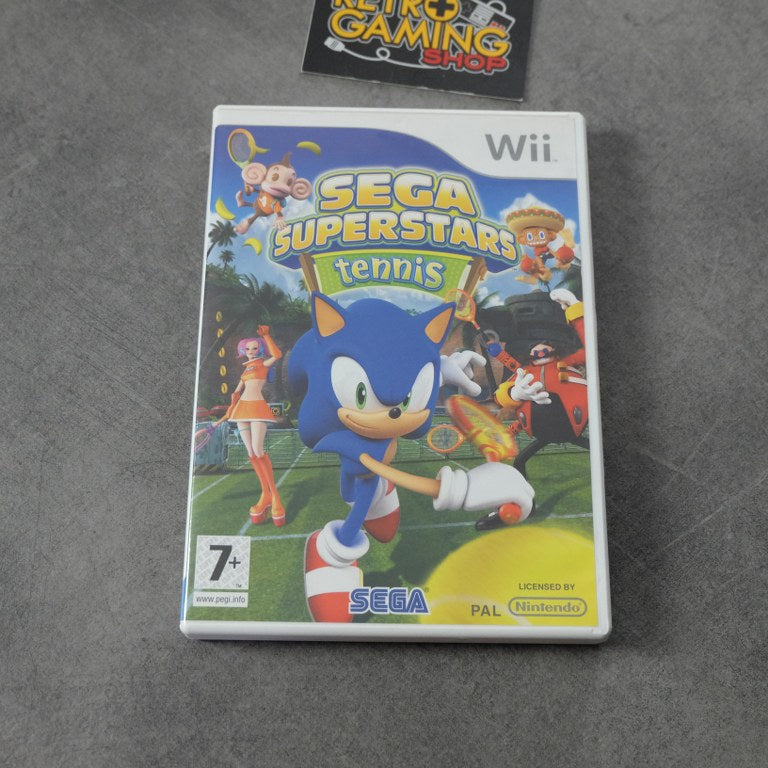 RETRO
GAMING
SHOP
Wii
SEGA
SUPERSTARS
tennis
7+
www.pegi.info
SEGA
LICENSED BY
PAL Nintendo